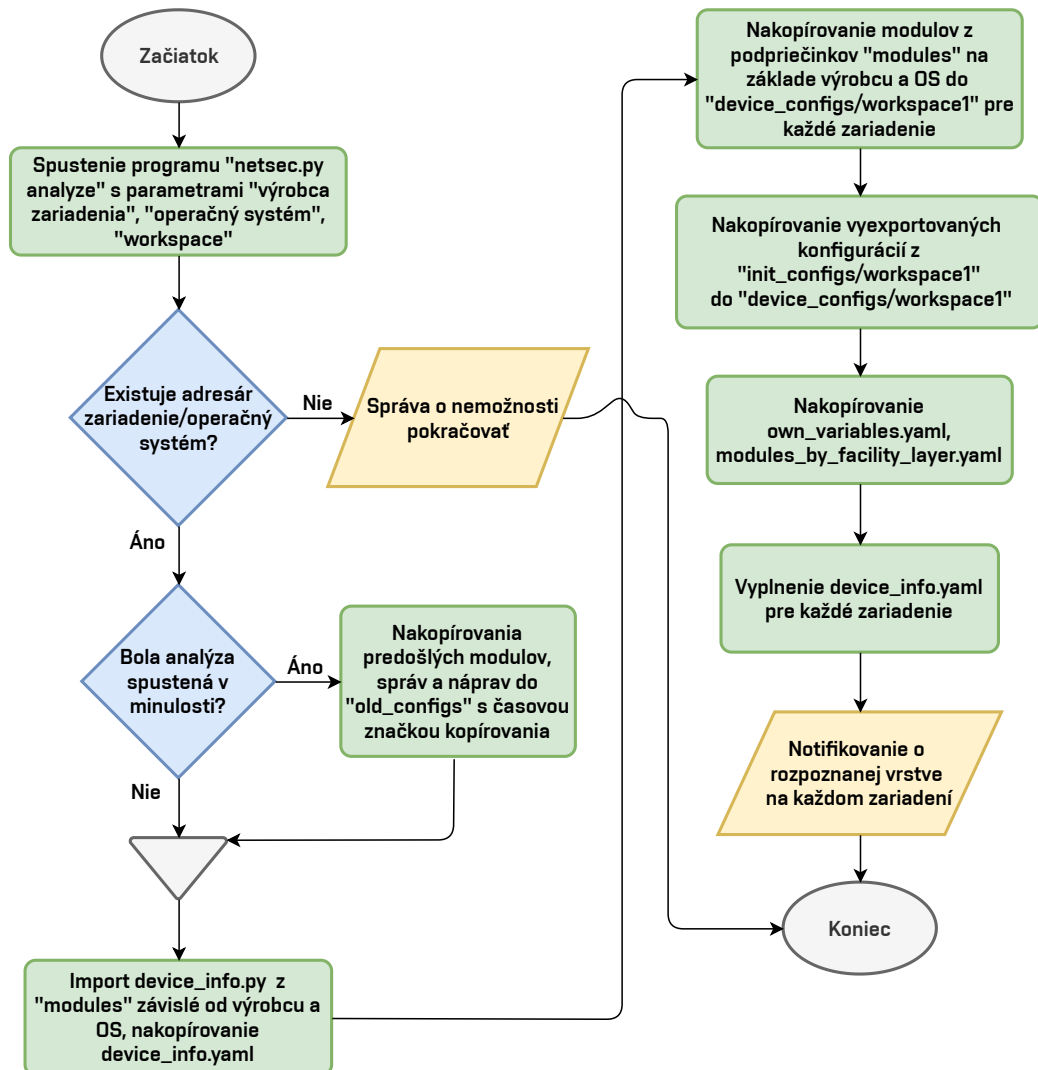 Začiatok
Spustenie programu "netsec.py
analyze" s parametrami "výrobca
zariadenia", "operačný systém",
"workspace"
Existuje adresár
zariadenie/operačný
systém?
Nie
Správa o nemožnosti
pokračovať
Áno
Bola analýza
spustená v
minulosti?
Áno
Nakopírovania
predošlých modulov,
správ a náprav do
"old_configs" s časovou
značkou kopírovania
Nie
Import device_info.py z
"modules" závislé od výrobcu a
OS, nakopírovanie
device_info.yaml
Nakopírovanie modulov z
podpriečinkov "modules" na
základe výrobcu a OS do
"device_configs/workspace1" pre
každé zariadenie
Nakopírovanie vyexportovaných
konfigurácií z
"init_configs/workspace1"
do "device_configs/workspace1"
Nakopírovanie
own_variables.yaml,
modules_by_facility_layer.yaml
Vyplnenie device_info.yaml
pre každé zariadenie
Notifikovanie o
rozpoznanej vrstve
na každom zariadení
Koniec